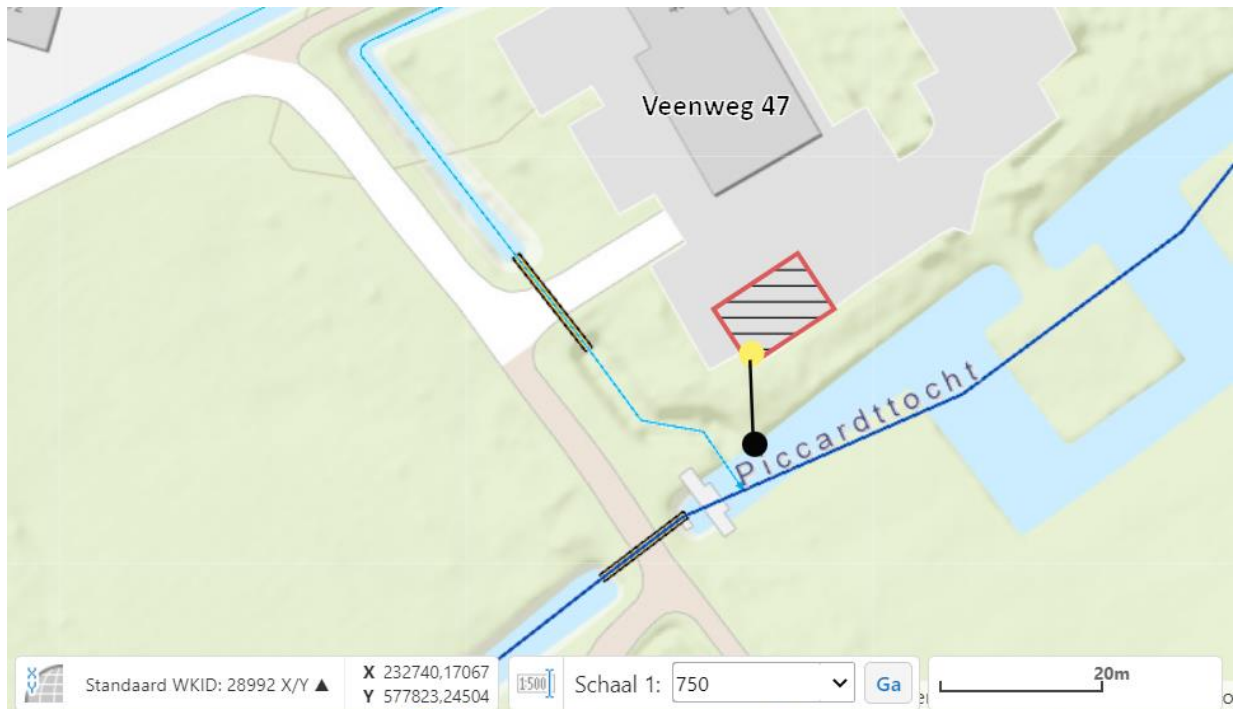 Veenweg 47
Piccardttocht
X
Y
Standaard WKID: 28992 X/Y ▲
X 232740,17067
Y 577823,24504
1:500
Schaal 1:
750
Ga
20m